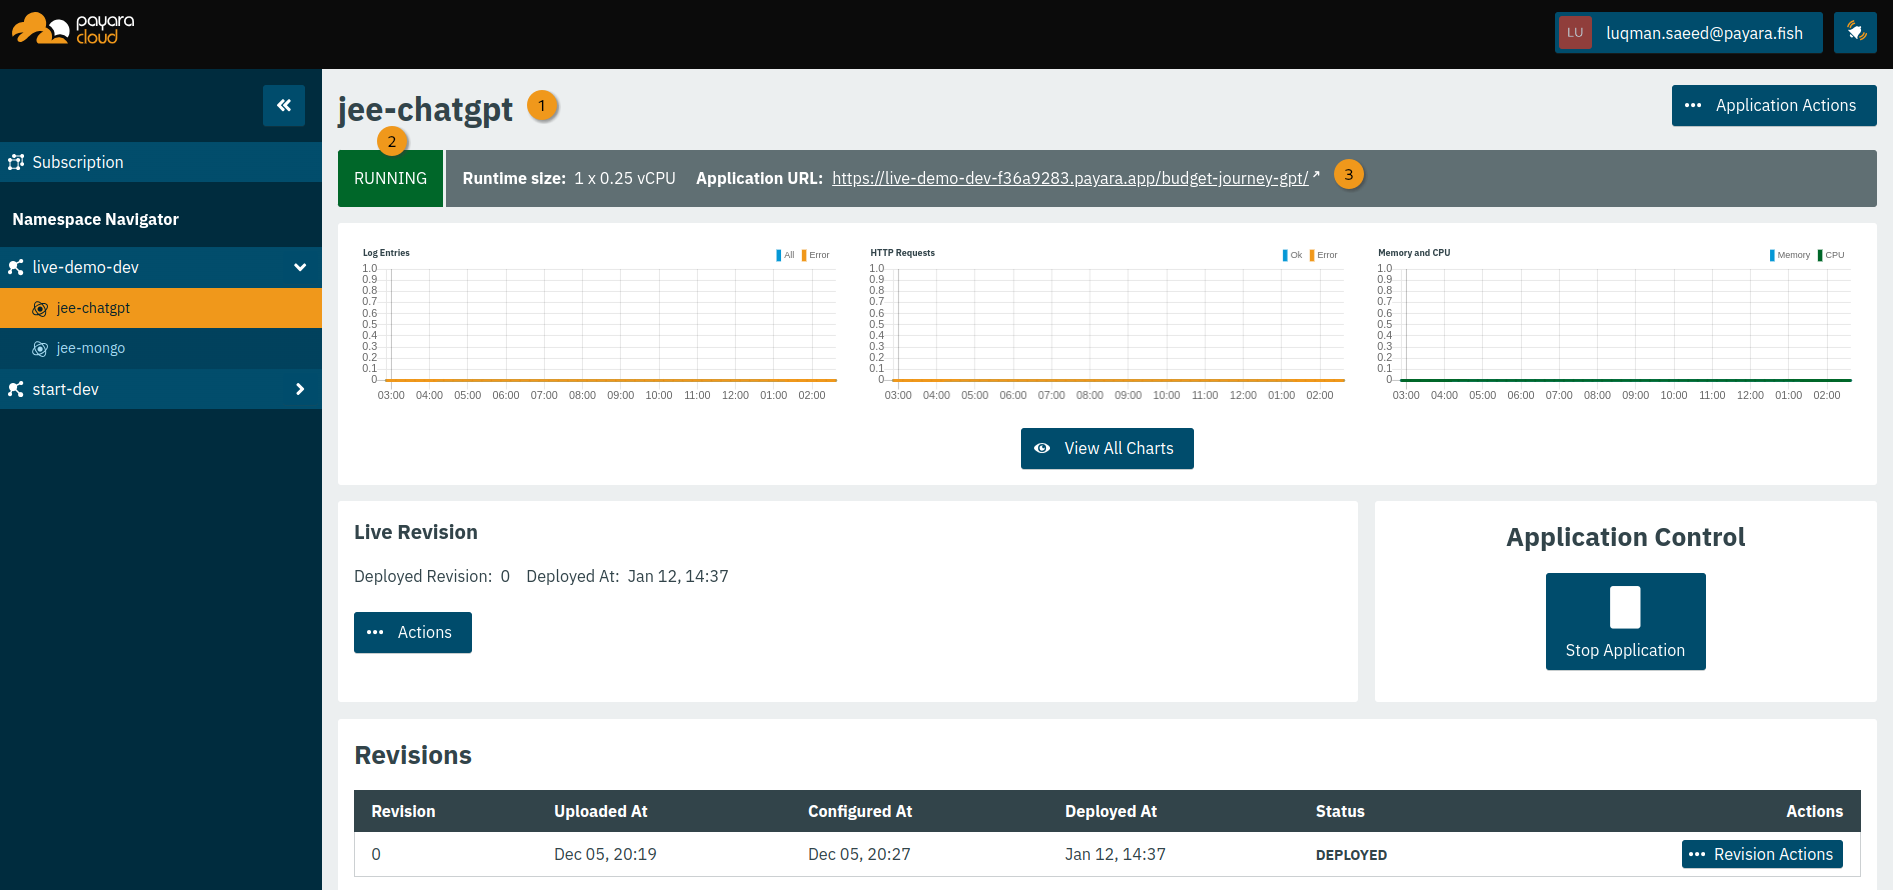 payara
cloud
LU luqman.saeed@payara.fish
jee-chatgpt 1
Application Actions
2
Subscription
RUNNING Runtime size: 1 x 0.25 vCPU Application URL: https://live-demo-dev-f36a9283.payara.app/budget-journey-gpt/ 3
Namespace Navigator
live-demo-dev
jee-chatgpt
jee-mongo
start-dev
Log Entries All Error
1.0
0.9
0.8
0.7
0.6
0.5
0.4
0.3
0.2
0.1
0
03:00 04:00 05:00 06:00 07:00 08:00 09:00 10:00 11:00 12:00 01:00 02:00
HTTP Requests Ok Error
1.0
0.9
0.8
0.7
0.6
0.5
0.4
0.3
0.2
0.1
0
03:00 04:00 05:00 06:00 07:00 08:00 09:00 10:00 11:00 12:00 01:00 02:00
Memory and CPU Memory CPU
1.0
0.9
0.8
0.7
0.6
0.5
0.4
0.3
0.2
0.1
0
03:00 04:00 05:00 06:00 07:00 08:00 09:00 10:00 11:00 12:00 01:00 02:00
View All Charts
Live Revision
Deployed Revision: 0 Deployed At: Jan 12, 14:37
Actions
Application Control
Stop Application
Revisions
Revision Uploaded At Configured At Deployed At Status Actions
0 Dec 05, 20:19 Dec 05, 20:27 Jan 12, 14:37 DEPLOYED Revision Actions